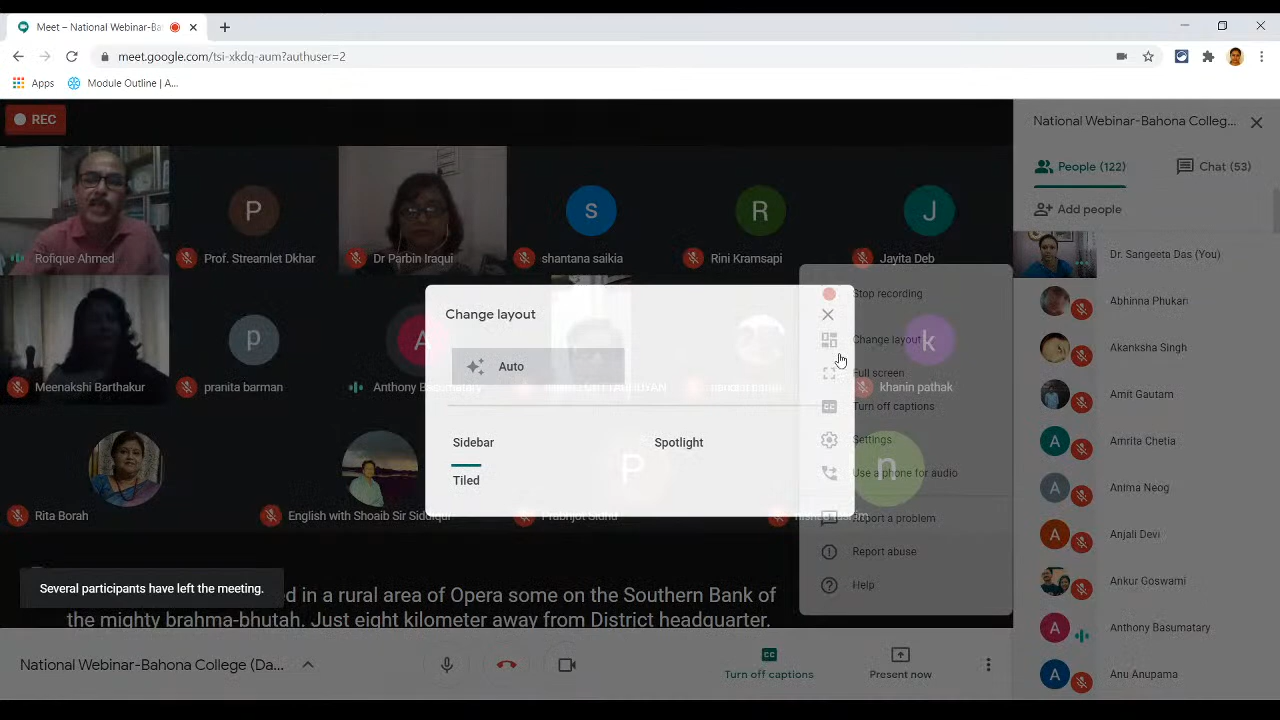 Meet – National Webinar-Ba
meet.google.com/tsi-xkdq-aum?authuser=2
Apps
Module Outline | A...
REC
National Webinar-Bahona Colleg...
People (122)
Chat (53)
Add people
P
s
R
J
Rofique Ahmed
Prof. Streamlet Dkhar
Dr Parbin Iraqui
shantana saikia
Rini Kramsapi
Jayita Deb
Dr. Sangeeta Das (You)
Abhinna Phukan
Akanksha Singh
Amit Gautam
A
Amrita Chetia
A
Anima Neog
A
Anjali Devi
Ankur Goswami
A
Anthony Basumatary
A
Anu Anupama
Stop recording
Change layout
Full screen
CC
Turn off captions
Settings
Use a phone for audio
Report a problem
Report abuse
Help
Change layout
Auto
Sidebar
Spotlight
Tiled
p
A
k
Meenakshi Barthakur
pranita barman
Anthony Basumatary
khanin pathak
P
n
Rita Borah
English with Shoaib Sir Siddiqui
Prabhjot Sidhu
Several participants have left the meeting.
d in a rural area of Opera some on the Southern Bank of
the mighty brahma-bhutah. Just eight kilometer away from District headquarter.
National Webinar-Bahona College (Da...
CC
Turn off captions
Present now